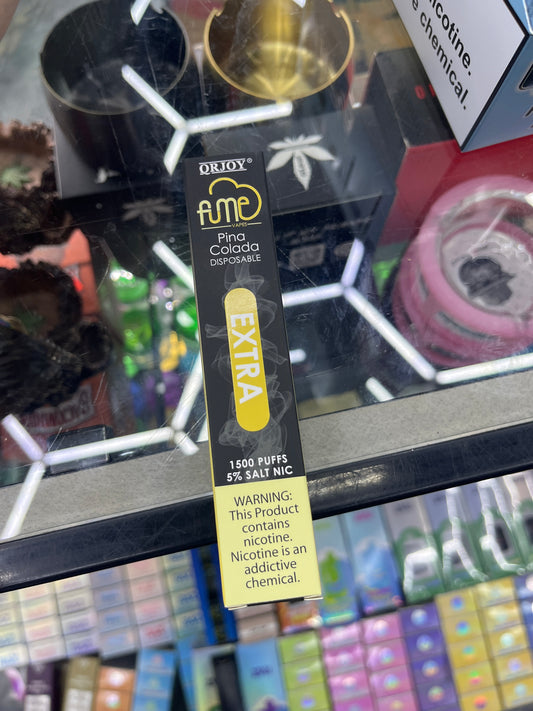 nicotine.
e chemical.
QRJOY®
fume
VAPES
Pina
Colada
DISPOSABLE
EXTRA
1500 PUFFS
5% SALT NIC
WARNING:
This Product
contains
nicotine.
Nicotine is an
addictive
chemical.